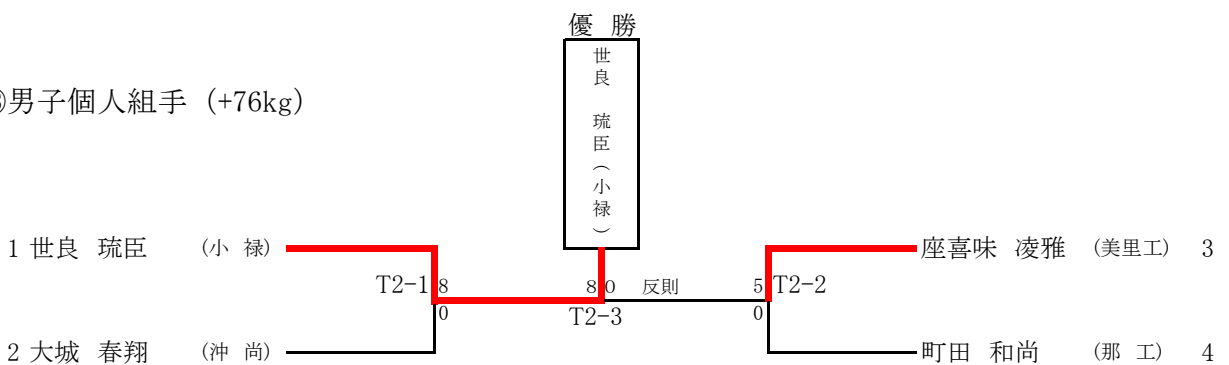 優 勝
世良 琉臣(小禄)
男子個人組手 (+76kg)
1 世良 琉臣 (小 禄)
座喜味 凌雅 (美里工) 3
T2-1 8 8 0 反則 5 T2-2
0 T2-3 0
2 大城 春翔 (沖 尚)
町田 和尚 (那 工) 4